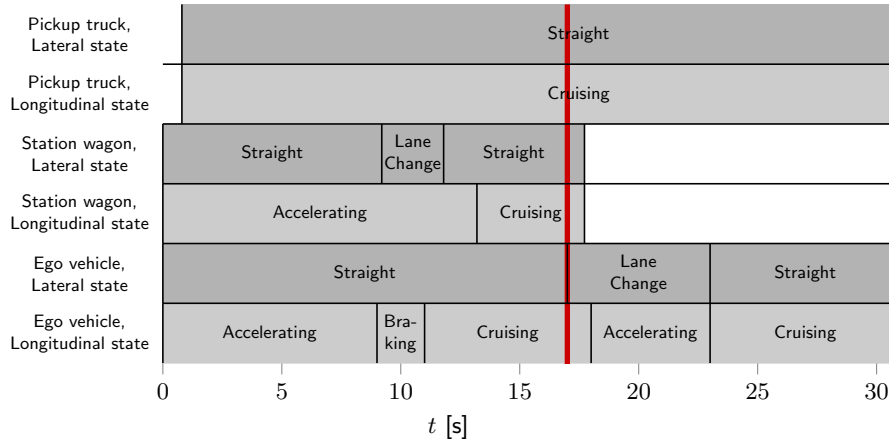 Pickup truck,
Lateral state
Straight
Pickup truck,
Longitudinal state
Cruising
Station wagon,
Lateral state
Straight
Lane
Change
Straight
Station wagon,
Longitudinal state
Accelerating
Cruising
Ego vehicle,
Lateral state
Straight
Lane
Change
Straight
Ego vehicle,
Longitudinal state
Accelerating
Bra-
king
Cruising
Accelerating
Cruising
0 5 10 15 20 25 30
t [s]